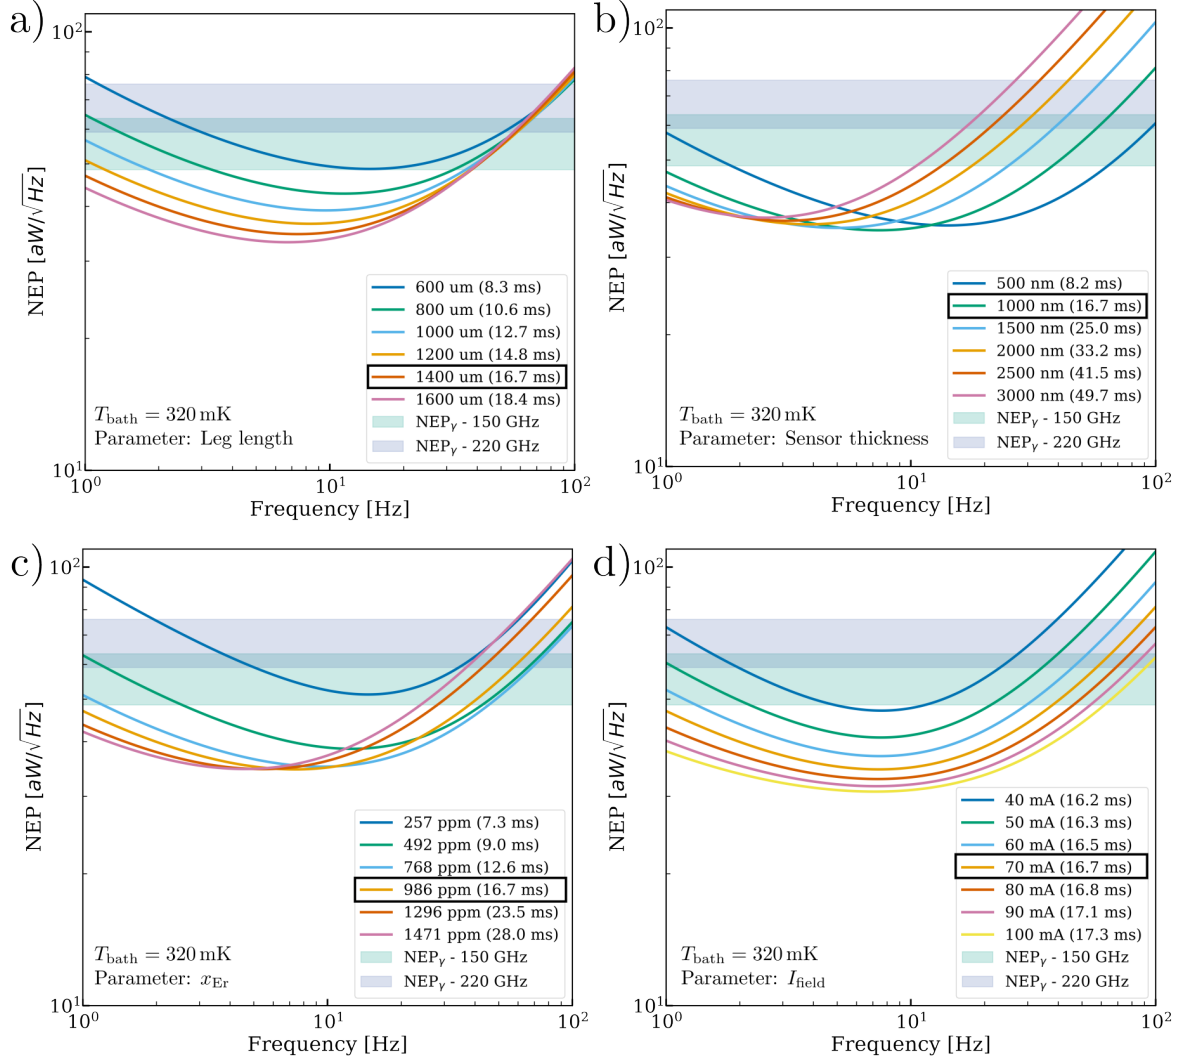 a)
10²
NEP [aW/√Hz]
600 um (8.3 ms)
800 um (10.6 ms)
1000 um (12.7 ms)
1200 um (14.8 ms)
1400 um (16.7 ms)
1600 um (18.4 ms)
NEPγ - 150 GHz
NEPγ - 220 GHz
T_bath = 320 mK
Parameter: Leg length
10¹
10⁰
10¹
10²
Frequency [Hz]
b)
10²
NEP [aW/√Hz]
500 nm (8.2 ms)
1000 nm (16.7 ms)
1500 nm (25.0 ms)
2000 nm (33.2 ms)
2500 nm (41.5 ms)
3000 nm (49.7 ms)
NEPγ - 150 GHz
NEPγ - 220 GHz
T_bath = 320 mK
Parameter: Sensor thickness
10¹
10⁰
10¹
10²
Frequency [Hz]
c)
10²
NEP [aW/√Hz]
257 ppm (7.3 ms)
492 ppm (9.0 ms)
768 ppm (12.6 ms)
986 ppm (16.7 ms)
1296 ppm (23.5 ms)
1471 ppm (28.0 ms)
NEPγ - 150 GHz
NEPγ - 220 GHz
T_bath = 320 mK
Parameter: x_Er
10¹
10⁰
10¹
10²
Frequency [Hz]
d)
10²
NEP [aW/√Hz]
40 mA (16.2 ms)
50 mA (16.3 ms)
60 mA (16.5 ms)
70 mA (16.7 ms)
80 mA (16.8 ms)
90 mA (17.1 ms)
100 mA (17.3 ms)
NEPγ - 150 GHz
NEPγ - 220 GHz
T_bath = 320 mK
Parameter: I_field
10¹
10⁰
10¹
10²
Frequency [Hz]